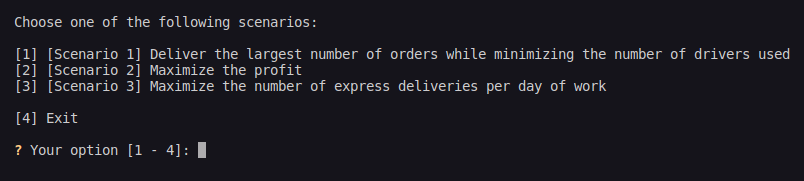 Choose one of the following scenarios:
[1] [Scenario 1] Deliver the largest number of orders while minimizing the number of drivers used
[2] [Scenario 2] Maximize the profit
[3] [Scenario 3] Maximize the number of express deliveries per day of work
[4] Exit
? Your option [1 - 4]: